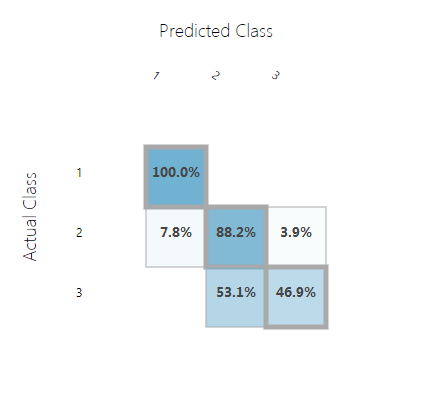 Predicted Class
1 2 3
Actual Class
1 100.0%
2 7.8% 88.2% 3.9%
3 53.1% 46.9%